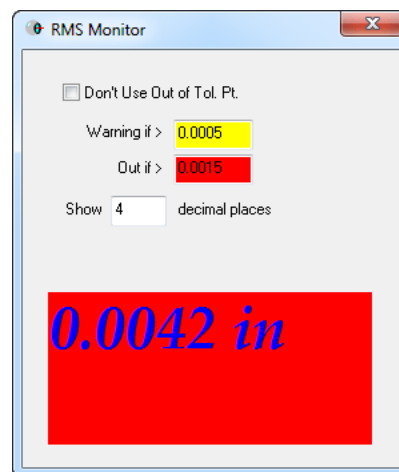 RMS Monitor
Don't Use Out of Tol. Pt.
Warning if > 0.0005
Out if > 0.0015
Show 4 decimal places
0.0042 in